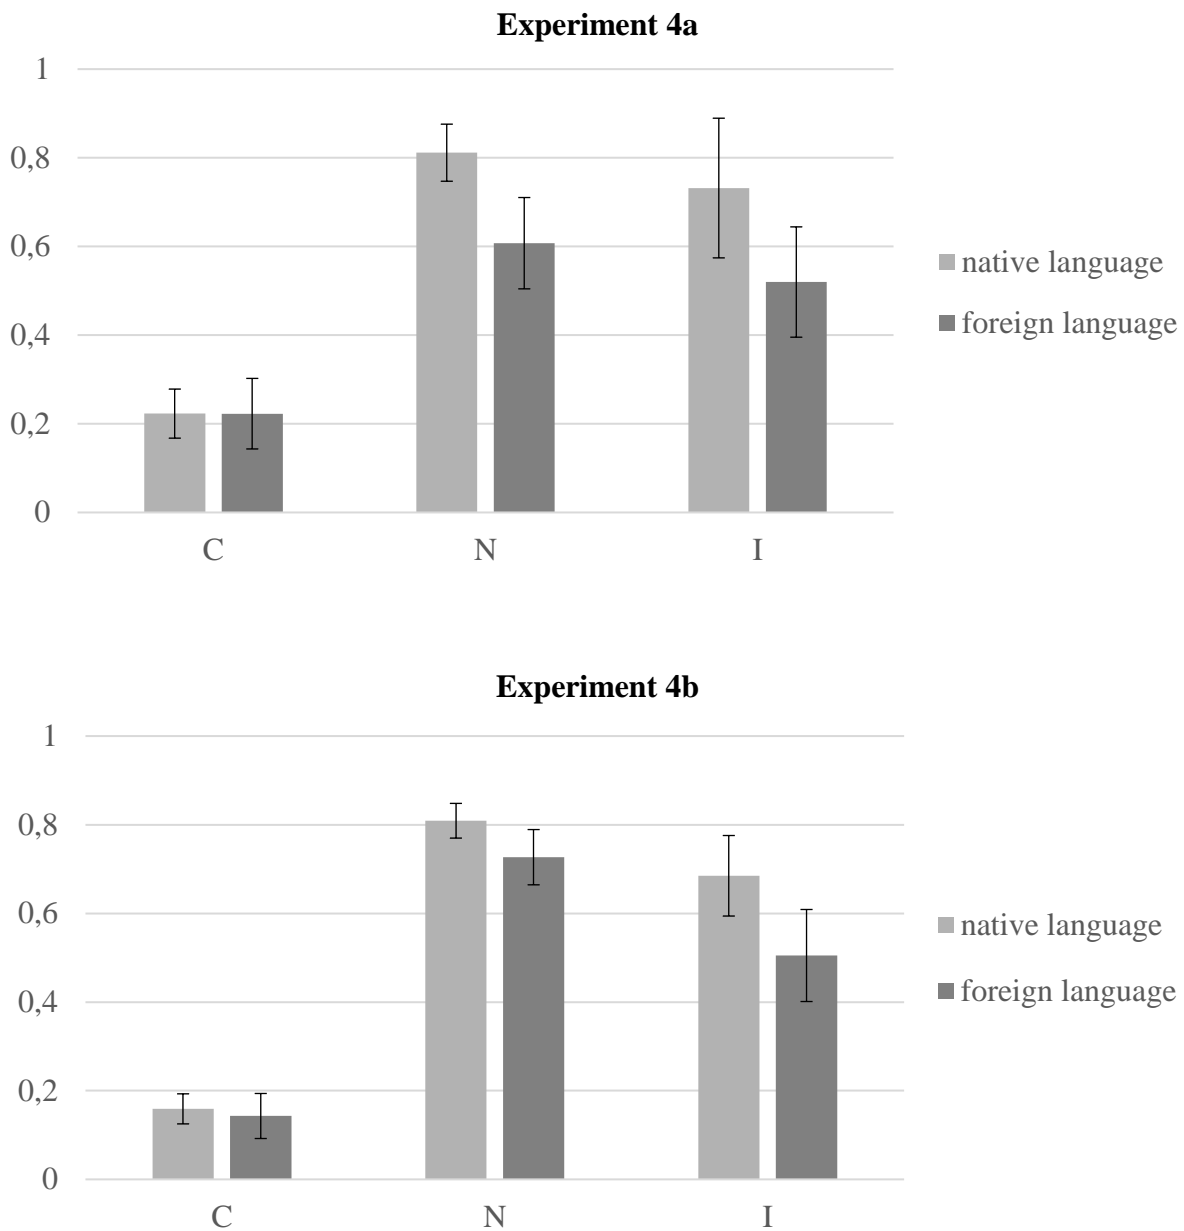 Experiment 4a
1
0,8
0,6
0,4
0,2
0
C N I
native language
foreign language
Experiment 4b
1
0,8
0,6
0,4
0,2
0
C N I
native language
foreign language